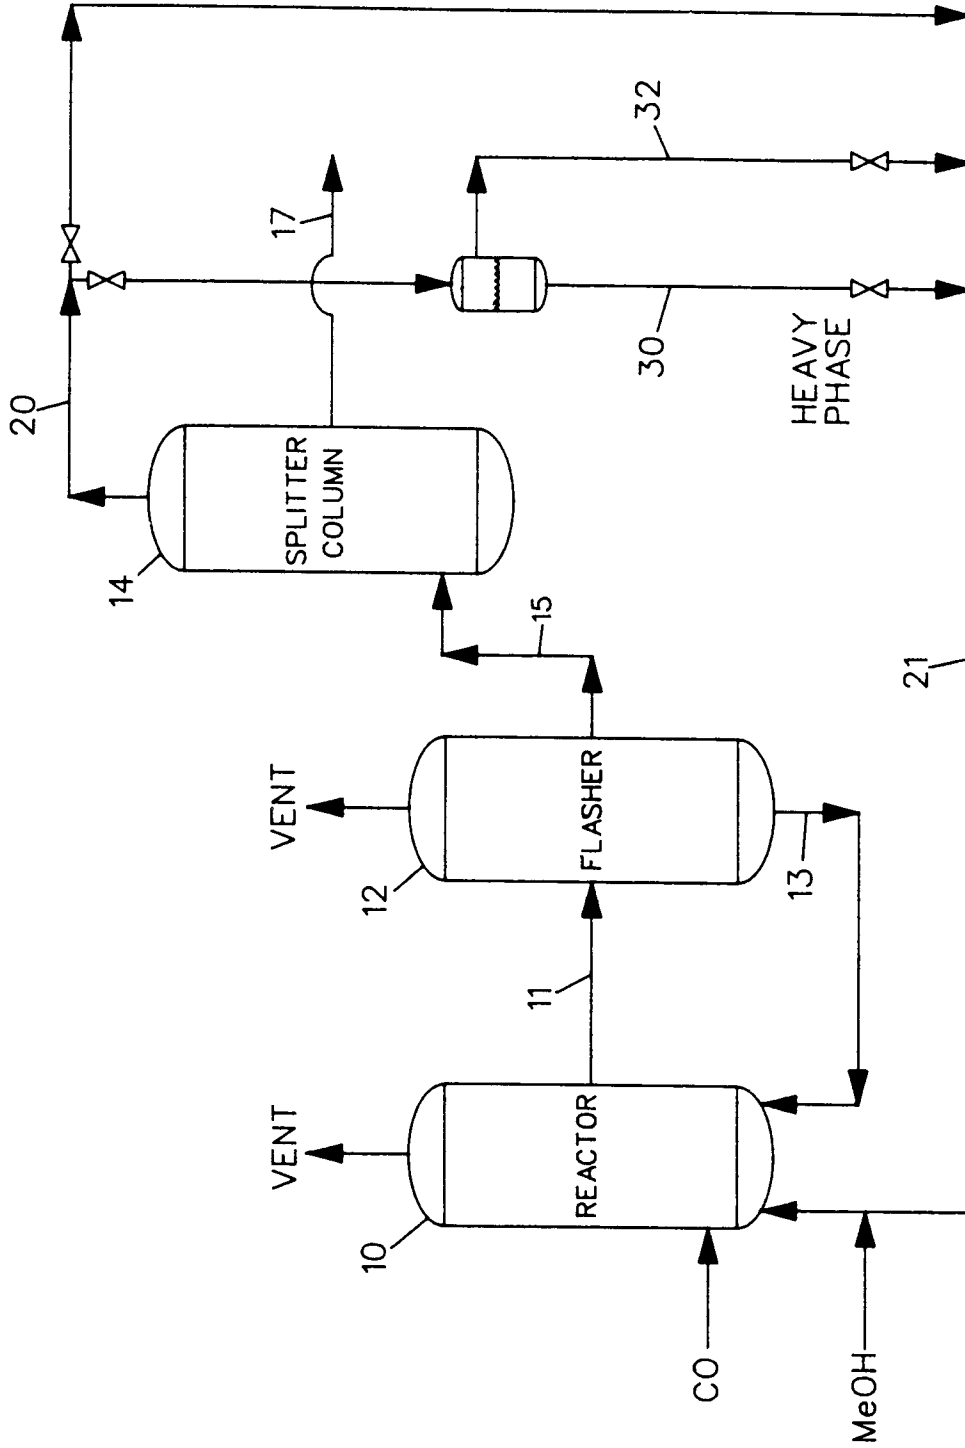 20
17
32
14
SPLITTER
COLUMN
30
HEAVY
PHASE
15
21
VENT
12
FLASHER
13
11
VENT
10
REACTOR
CO
MeOH